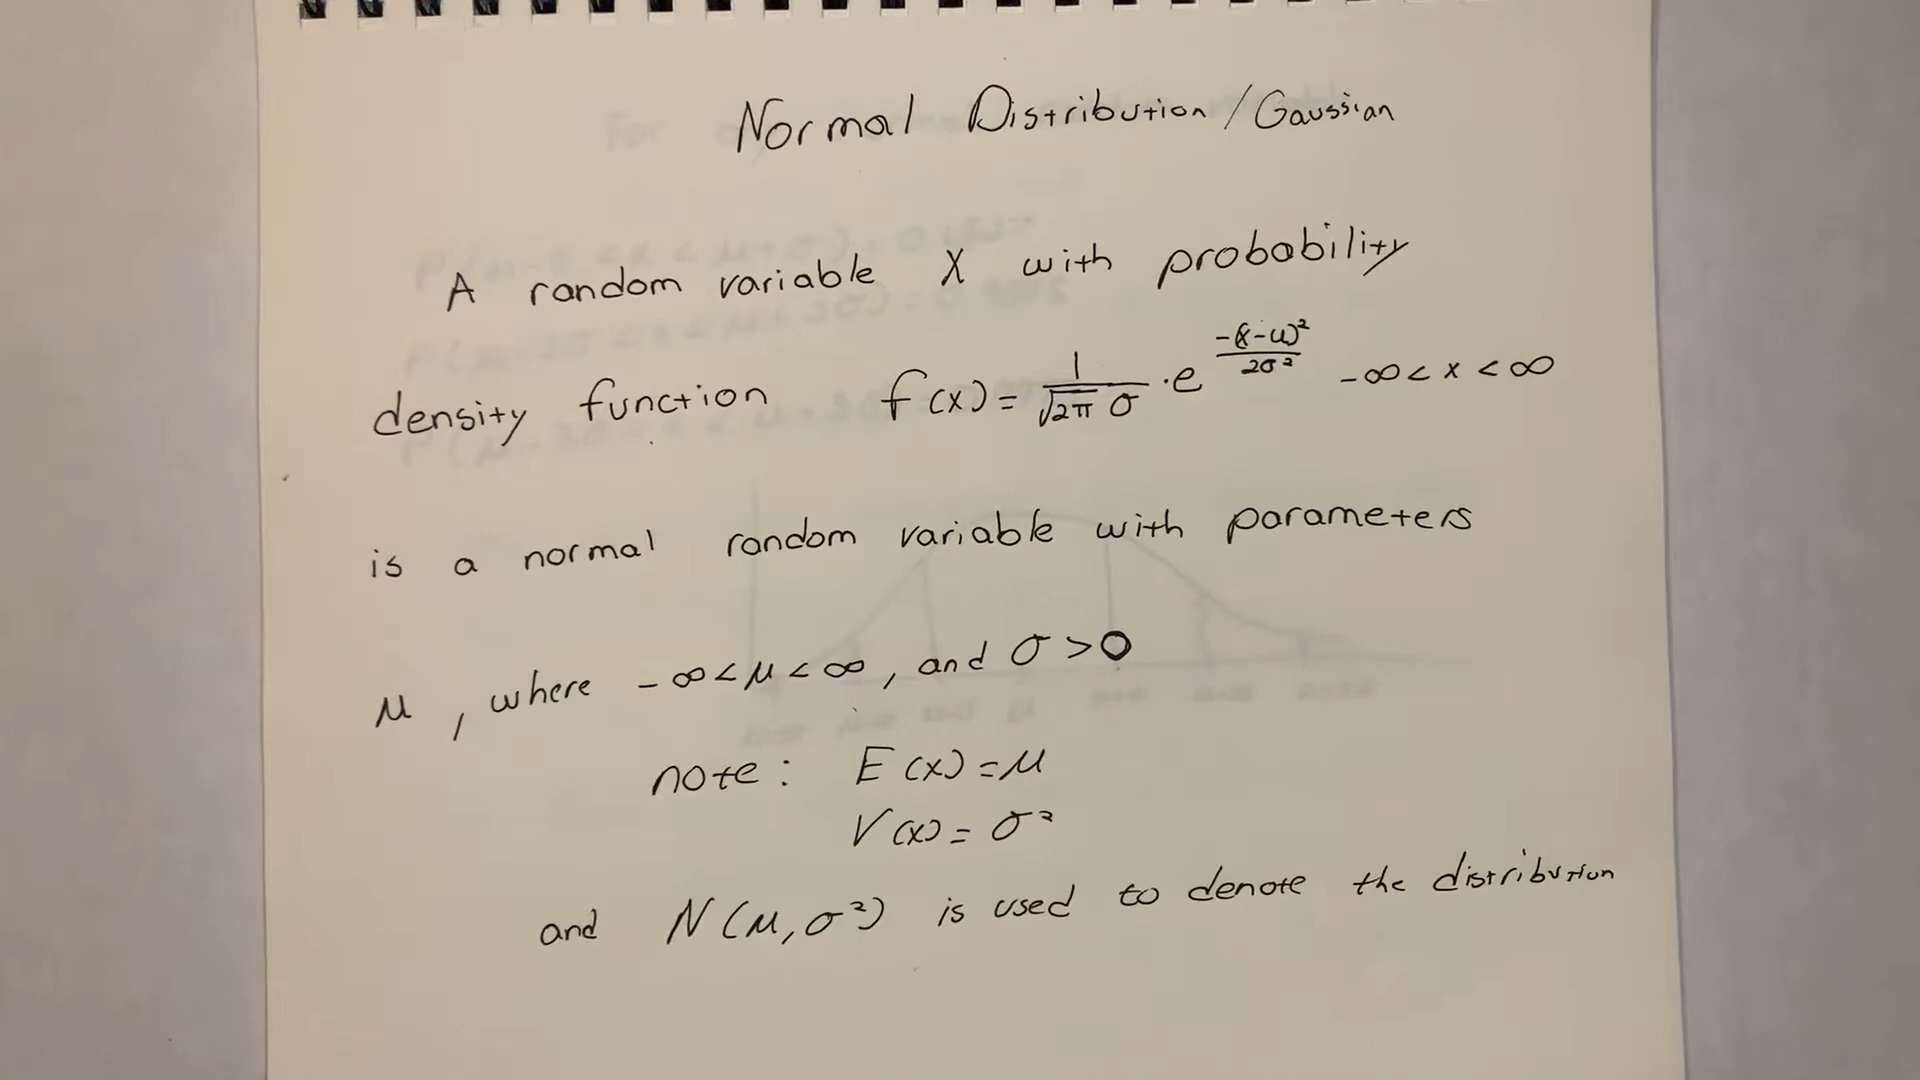 Normal Distribution/Gaussian
A random variable X with probability
density function f(x) = 1/(√2π σ) · e^(-(x-u)²/2σ²) -∞ < x < ∞
is a normal random variable with parameters
μ, where -∞ < μ < ∞, and σ > 0
note: E(x) = μ
V(x) = σ²
and N(μ, σ²) is used to denote the distribution